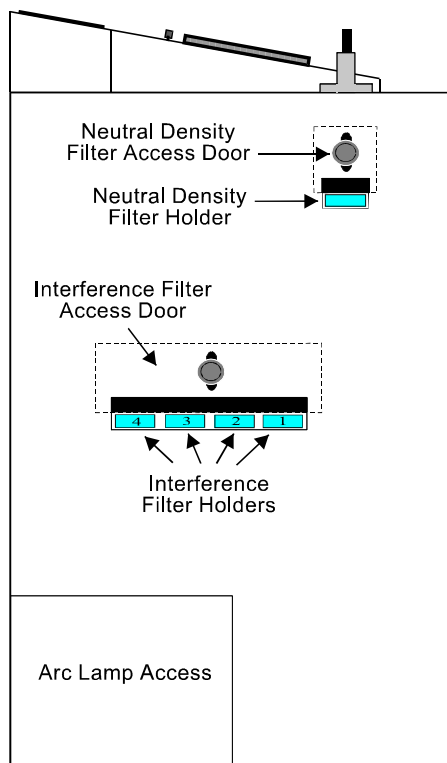 Neutral Density
Filter Access Door
Neutral Density
Filter Holder
Interference Filter
Access Door
4 3 2 1
Interference
Filter Holders
Arc Lamp Access